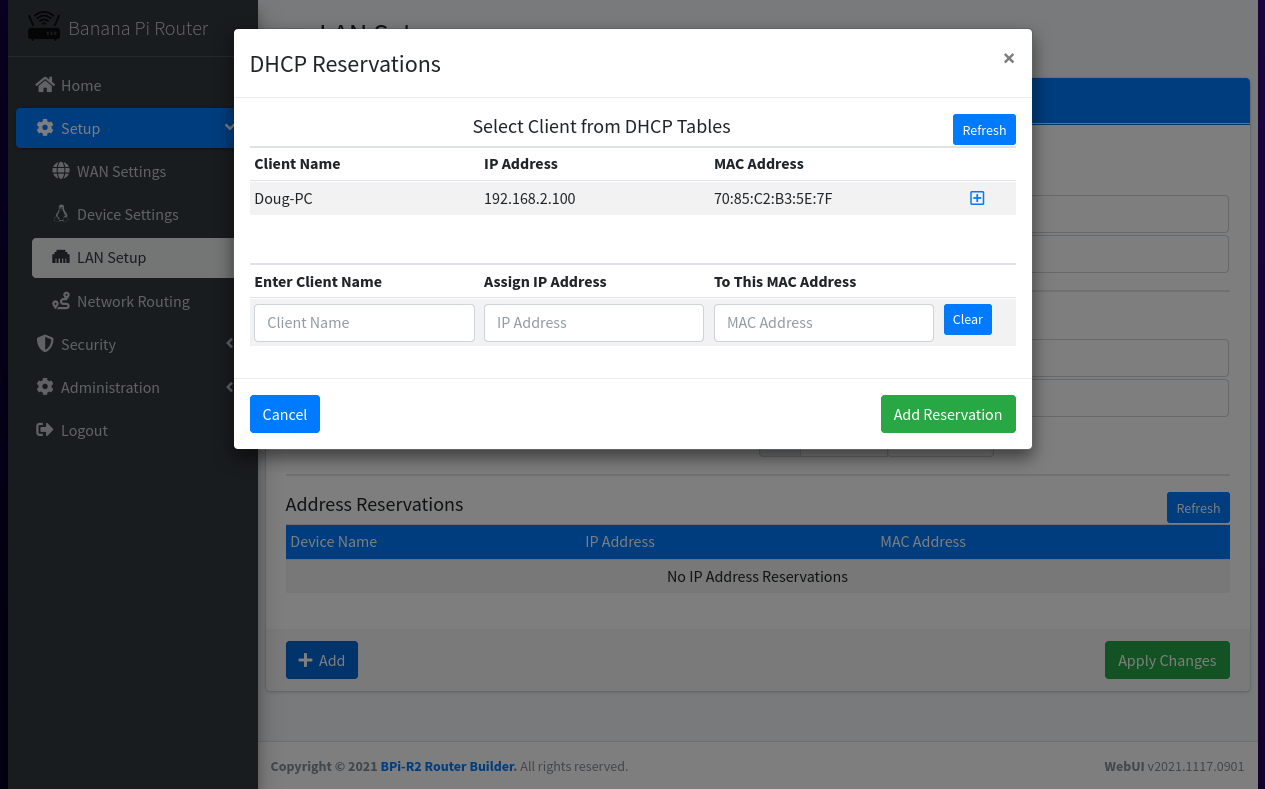 Banana Pi Router
Home
Setup
WAN Settings
Device Settings
LAN Setup
Network Routing
Security
Administration
Logout
DHCP Reservations
×
Select Client from DHCP Tables
Refresh
Client Name IP Address MAC Address
Doug-PC 192.168.2.100 70:85:C2:B3:5E:7F
Enter Client Name Assign IP Address To This MAC Address
Client Name IP Address MAC Address Clear
Cancel Add Reservation
Address Reservations Refresh
Device Name IP Address MAC Address
No IP Address Reservations
Add Apply Changes
Copyright © 2021 BPi-R2 Router Builder. All rights reserved. WebUI v2021.1117.0901